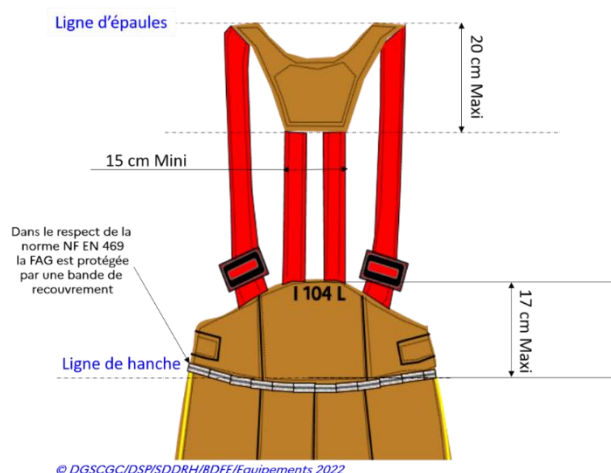 Ligne d'épaules
20 cm Maxi
15 cm Mini
Dans le respect de la
norme NF EN 469
la FAG est protégée
par une bande de
recouvrement
I 104 L
17 cm Maxi
Ligne de hanche
© DGSCGC/DSP/SDDRH/BDFE/Equipements 2022